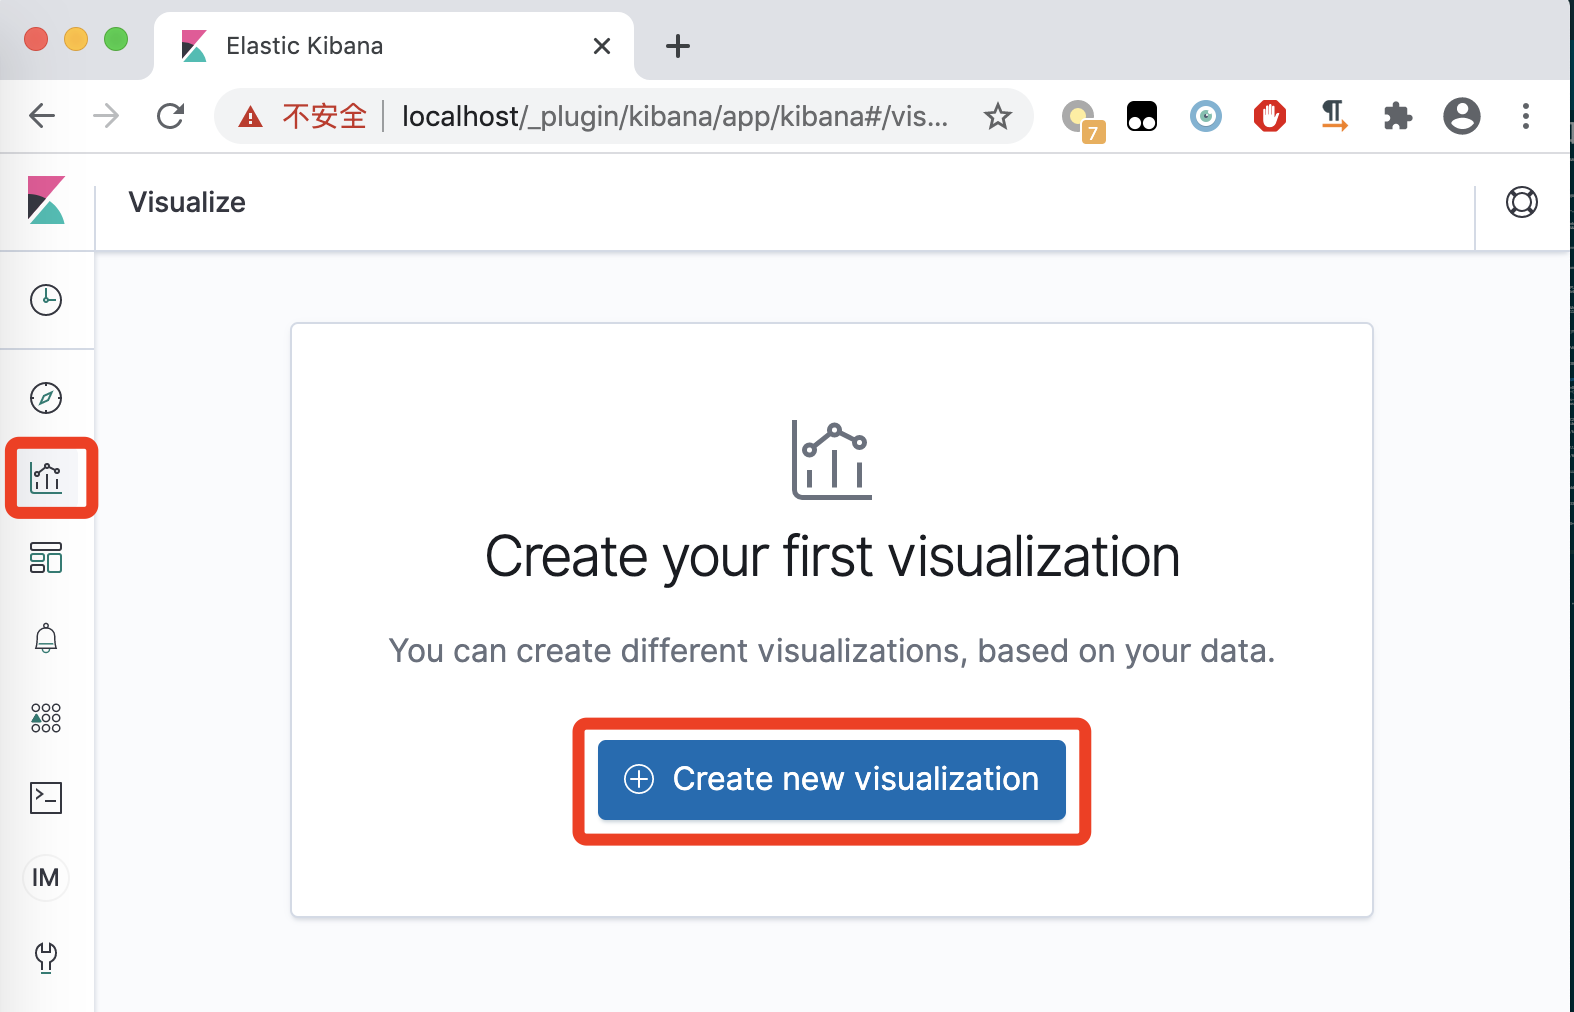 Elastic Kibana
不安全 localhost/_plugin/kibana/app/kibana#/vis...
7
Visualize
Create your first visualization
You can create different visualizations, based on your data.
Create new visualization
IM